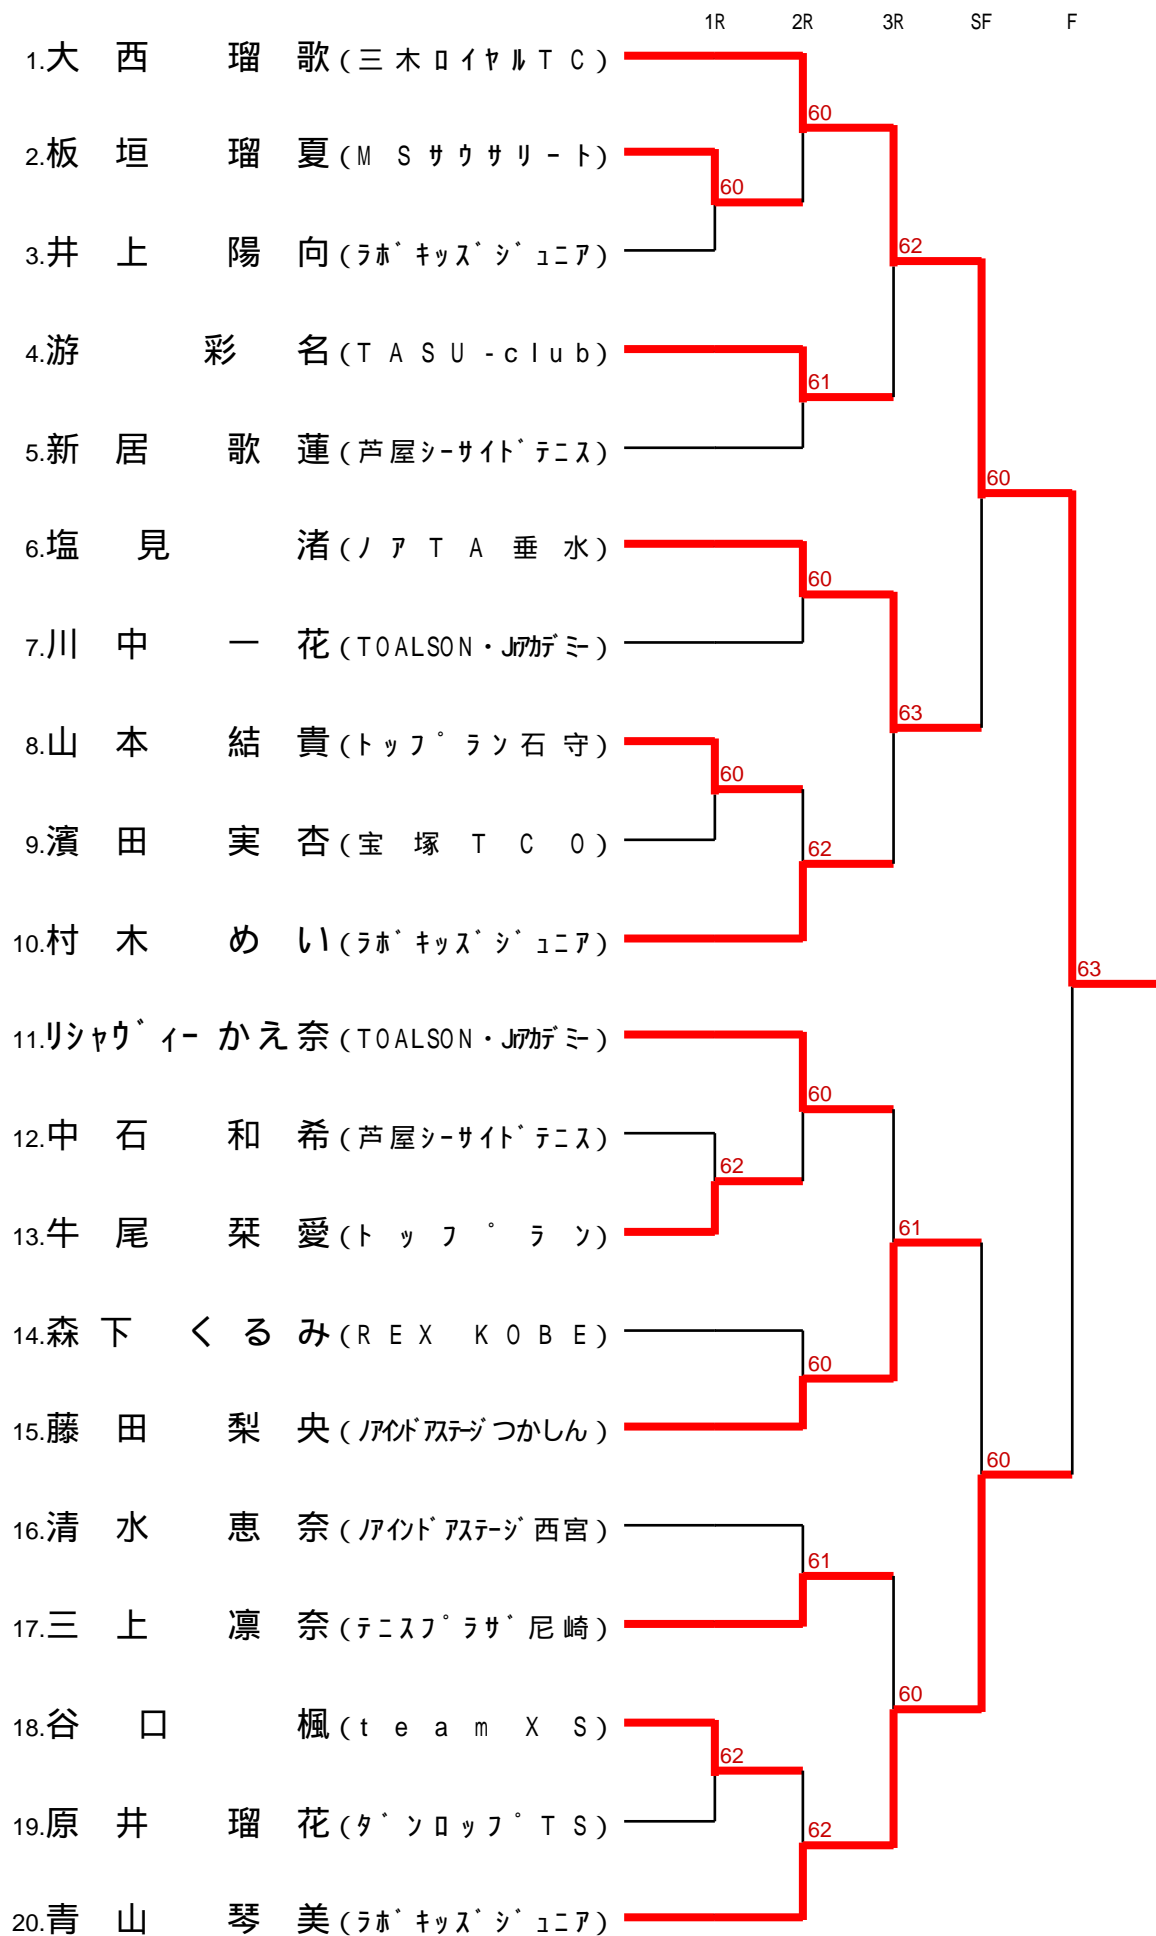 1R 2R 3R SF F
1.大西 瑠歌(三木ロイヤルTC)
60
2.板垣 瑠夏(MSサウサリート)
60
3.井上 陽向(ラボキッズジュニア)
62
4.游 彩名(TASU-club)
61
5.新居 歌蓮(芦屋シーサイドテニス)
60
6.塩見 渚(ノアTA垂水)
60
7.川中 一花(TOALSON・Jrアカデミー)
63
8.山本 結貴(トップラン石守)
60
9.濱田 実杏(宝塚TCO)
62
10.村木 めい(ラボキッズジュニア)
63
11.リシャヴィー かえ奈(TOALSON・Jrアカデミー)
60
12.中石 和希(芦屋シーサイドテニス)
62
13.牛尾 栞愛(トップラン)
61
14.森下 くるみ(REX KOBE)
60
15.藤田 梨央(ノアインドアステージつかしん)
60
16.清水 恵奈(ノアインドアステージ西宮)
61
17.三上 凛奈(テニスプラザ尼崎)
60
18.谷口 楓(team XS)
62
19.原井 瑠花(ダンロップTS)
62
20.青山 琴美(ラボキッズジュニア)